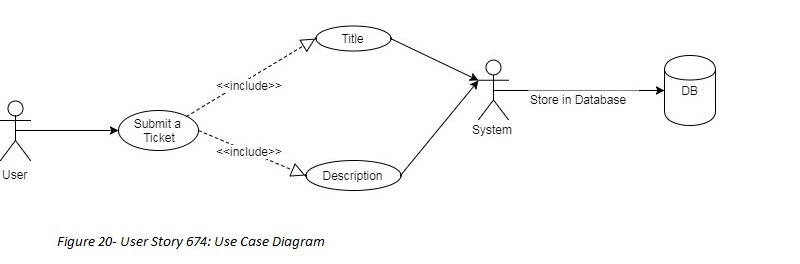 Title
<<include>>
DB
Store in Database
Submit a
Ticket
System
<<include>>
User
Description
Figure 20- User Story 674: Use Case Diagram